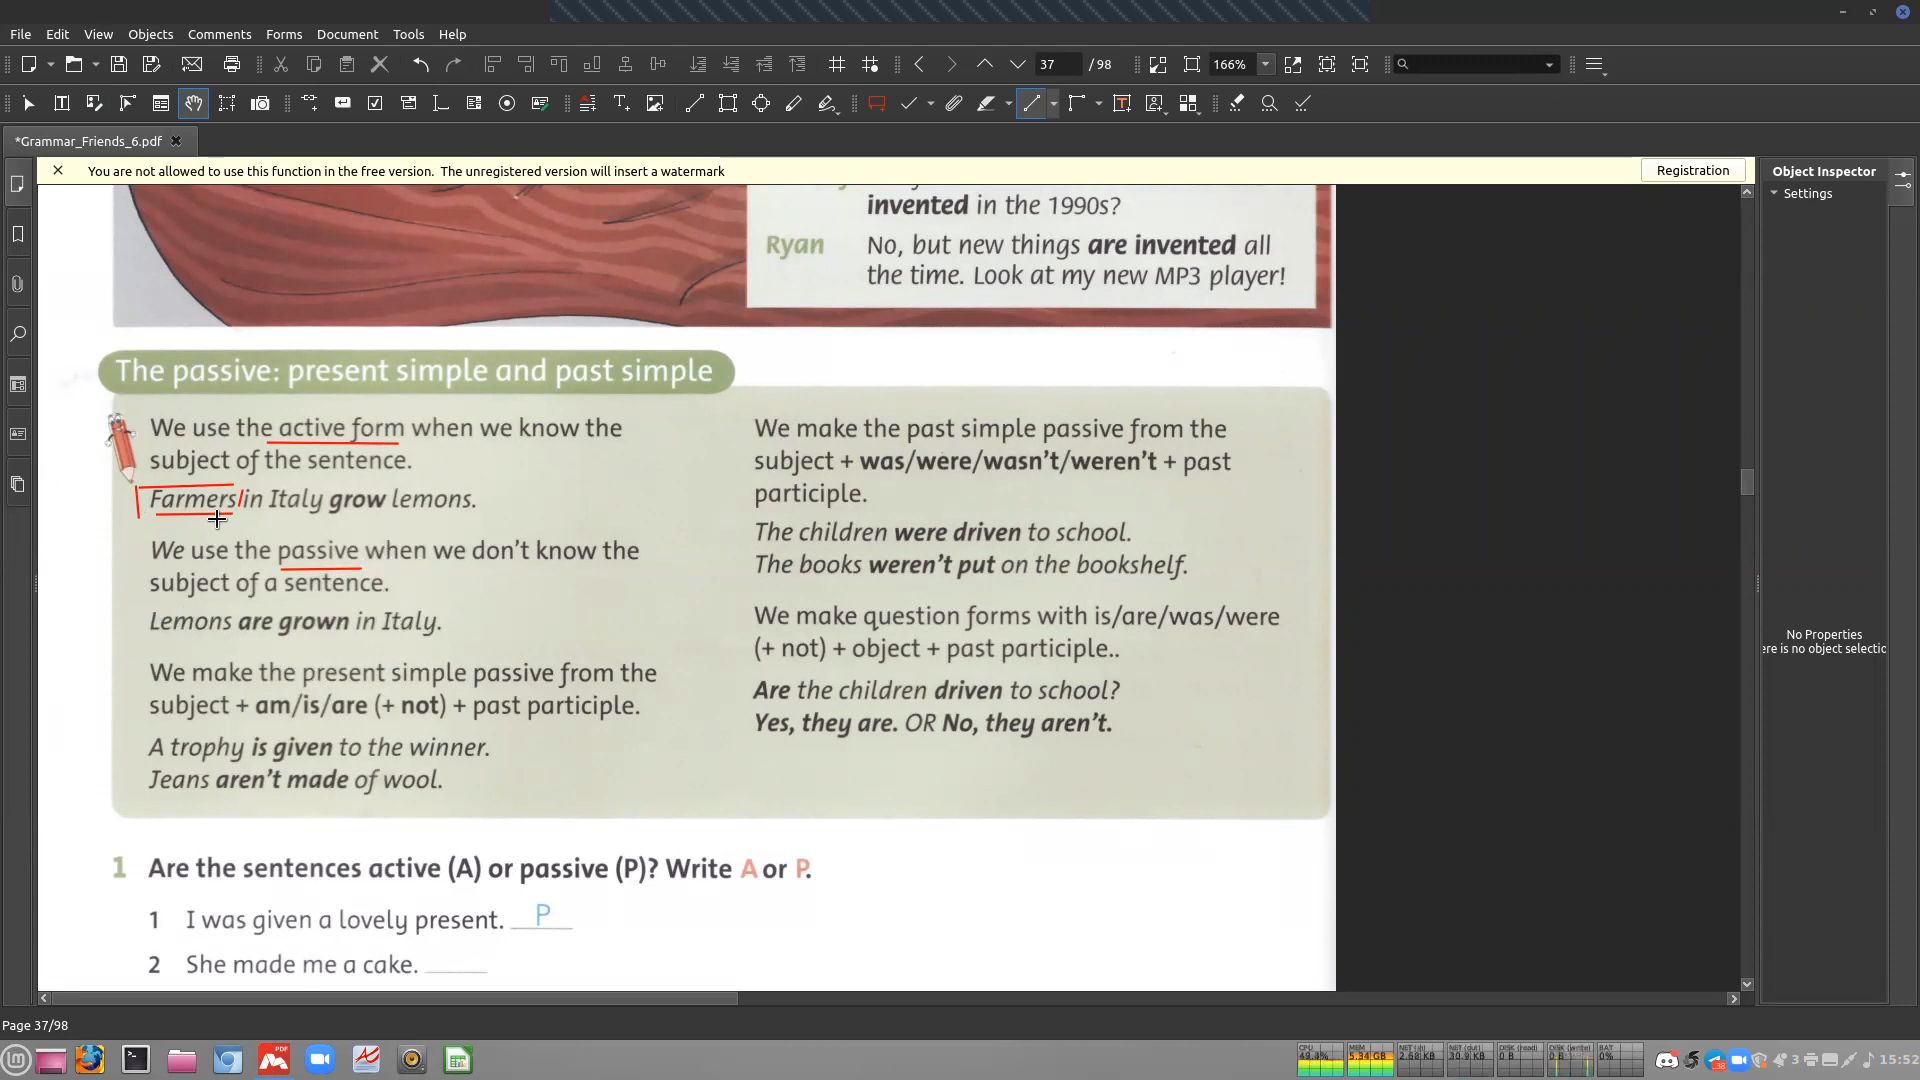 File Edit View Objects Comments Forms Document Tools Help
37 / 98
166%
*Grammar_Friends_6.pdf
You are not allowed to use this function in the free version. The unregistered version will insert a watermark
Registration
Object Inspector
Settings
No Properties
ere is no object selectic
invented in the 1990s?
Ryan No, but new things are invented all
the time. Look at my new MP3 player!
The passive: present simple and past simple
We use the active form when we know the
subject of the sentence.
Farmers in Italy grow lemons.
We use the passive when we don't know the
subject of a sentence.
Lemons are grown in Italy.
We make the present simple passive from the
subject + am/is/are (+ not) + past participle.
A trophy is given to the winner.
Jeans aren't made of wool.
We make the past simple passive from the
subject + was/were/wasn't/weren't + past
participle.
The children were driven to school.
The books weren't put on the bookshelf.
We make question forms with is/are/was/were
(+ not) + object + past participle..
Are the children driven to school?
Yes, they are. OR No, they aren't.
1 Are the sentences active (A) or passive (P)? Write A or P.
1 I was given a lovely present. P
2 She made me a cake.
Page 37/98
15:52